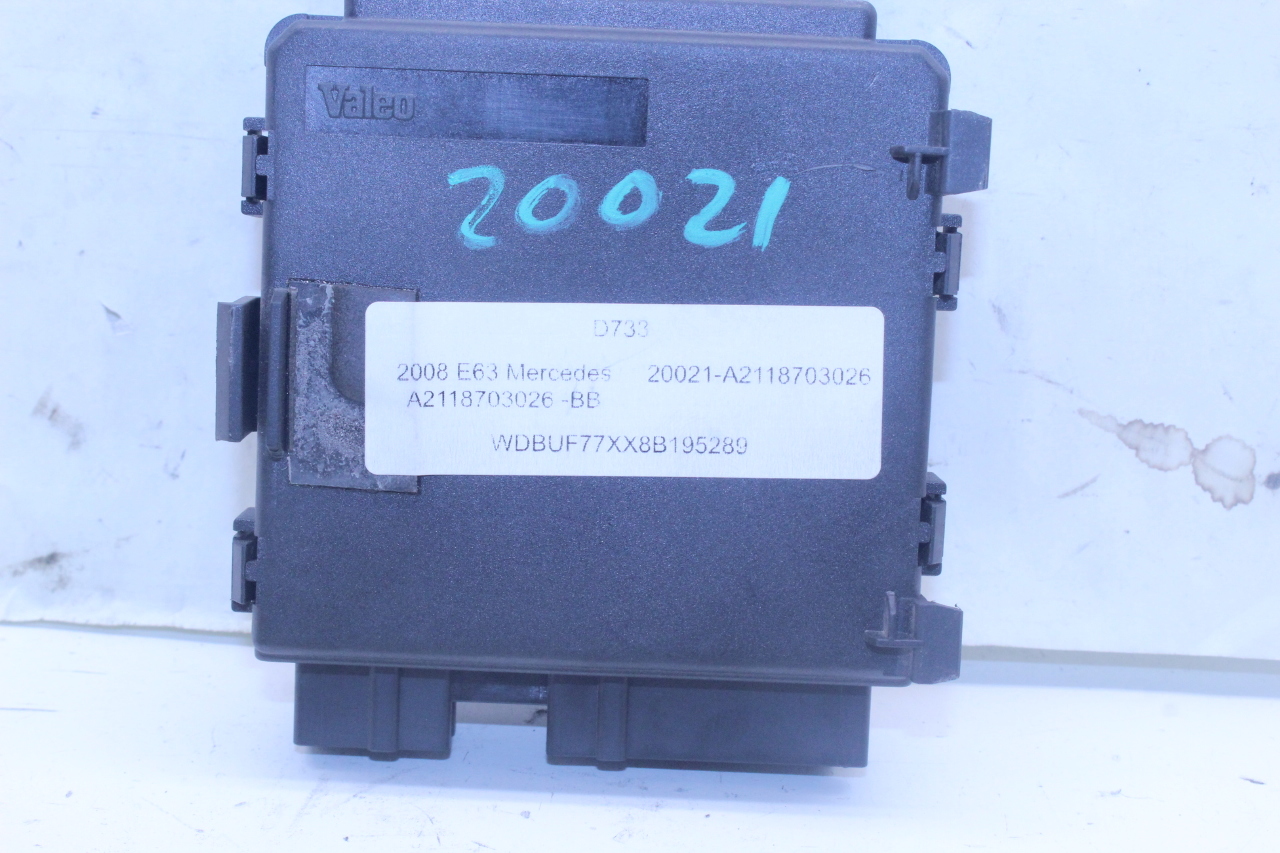 Valeo
20021
D733
2008 E63 Mercedes 20021-A2118703026
A2118703026 -BB
WDBUF77XX8B195289